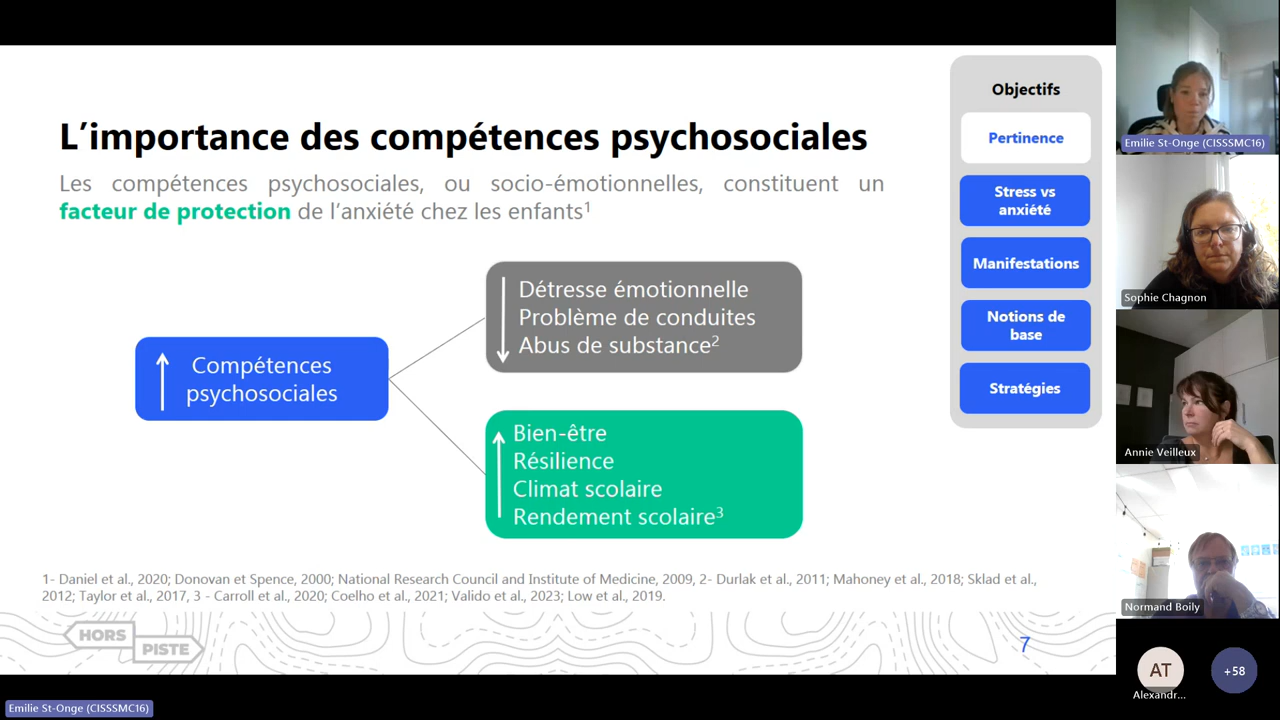 L'importance des compétences psychosociales
Les compétences psychosociales, ou socio-émotionnelles, constituent un
facteur de protection de l'anxiété chez les enfants¹
Compétences
psychosociales
Détresse émotionnelle
Problème de conduites
Abus de substance²
Bien-être
Résilience
Climat scolaire
Rendement scolaire³
1- Daniel et al., 2020; Donovan et Spence, 2000; National Research Council and Institute of Medicine, 2009, 2- Durlak et al., 2011; Mahoney et al., 2018; Sklad et al.,
2012; Taylor et al., 2017, 3 - Carroll et al., 2020; Coelho et al., 2021; Valido et al., 2023; Low et al., 2019.
HORS
PISTE
7
Objectifs
Pertinence
Stress vs
anxiété
Manifestations
Notions de
base
Stratégies
Emilie St-Onge (CISSSMC16)
Sophie Chagnon
Annie Veilleux
Normand Boily
AT
Alexandr...
+58
Emilie St-Onge (CISSSMC16)